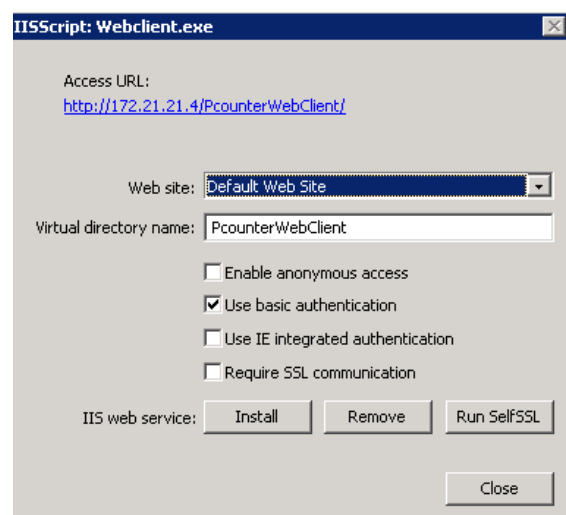 IISScript: Webclient.exe
Access URL:
http://172.21.21.4/PcounterWebClient/
Web site: Default Web Site
Virtual directory name: PcounterWebClient
Enable anonymous access
Use basic authentication
Use IE integrated authentication
Require SSL communication
IIS web service: Install Remove Run SelfSSL
Close